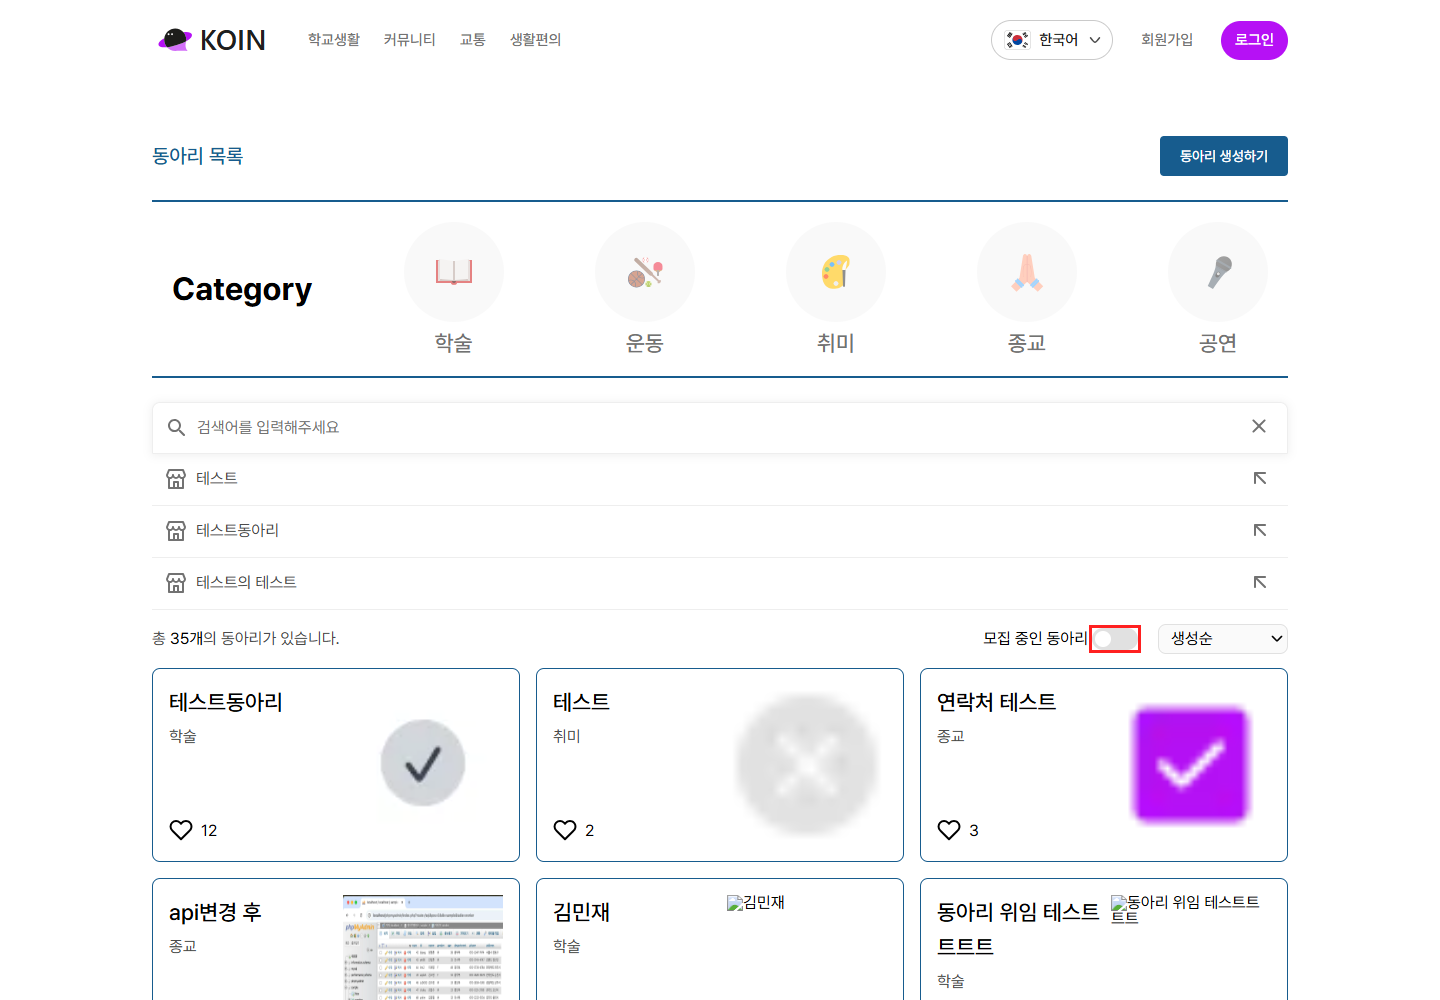 KOIN
학교생활 커뮤니티 교통 생활편의
한국어 회원가입 로그인
동아리 목록
동아리 생성하기
Category
학술 운동 취미 종교 공연
검색어를 입력해주세요
테스트
테스트동아리
테스트의 테스트
총 35개의 동아리가 있습니다.
모집 중인 동아리
생성순
테스트동아리
학술
12
테스트
취미
2
연락처 테스트
종교
3
api변경 후
종교
김민재
학술
김민재
동아리 위임 테스트
트트트
학술
동아리 위임 테스트트트
트트